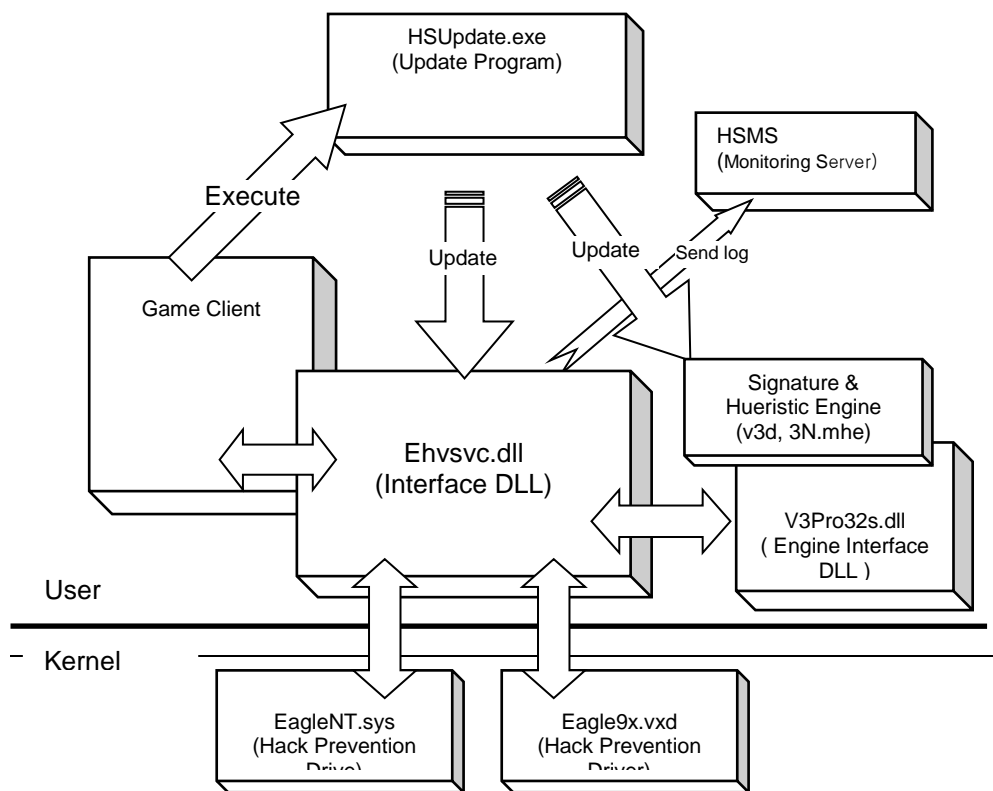 HSUpdate.exe
(Update Program)
HSMS
(Monitoring Server)
Execute
Update
Update
Send log
Game Client
Signature &
Hueristic Engine
(v3d, 3N.mhe)
Ehvsvc.dll
(Interface DLL)
V3Pro32s.dll
( Engine Interface
DLL )
User
Kernel
EagleNT.sys
(Hack Prevention
Drive)
Eagle9x.vxd
(Hack Prevention
Driver)